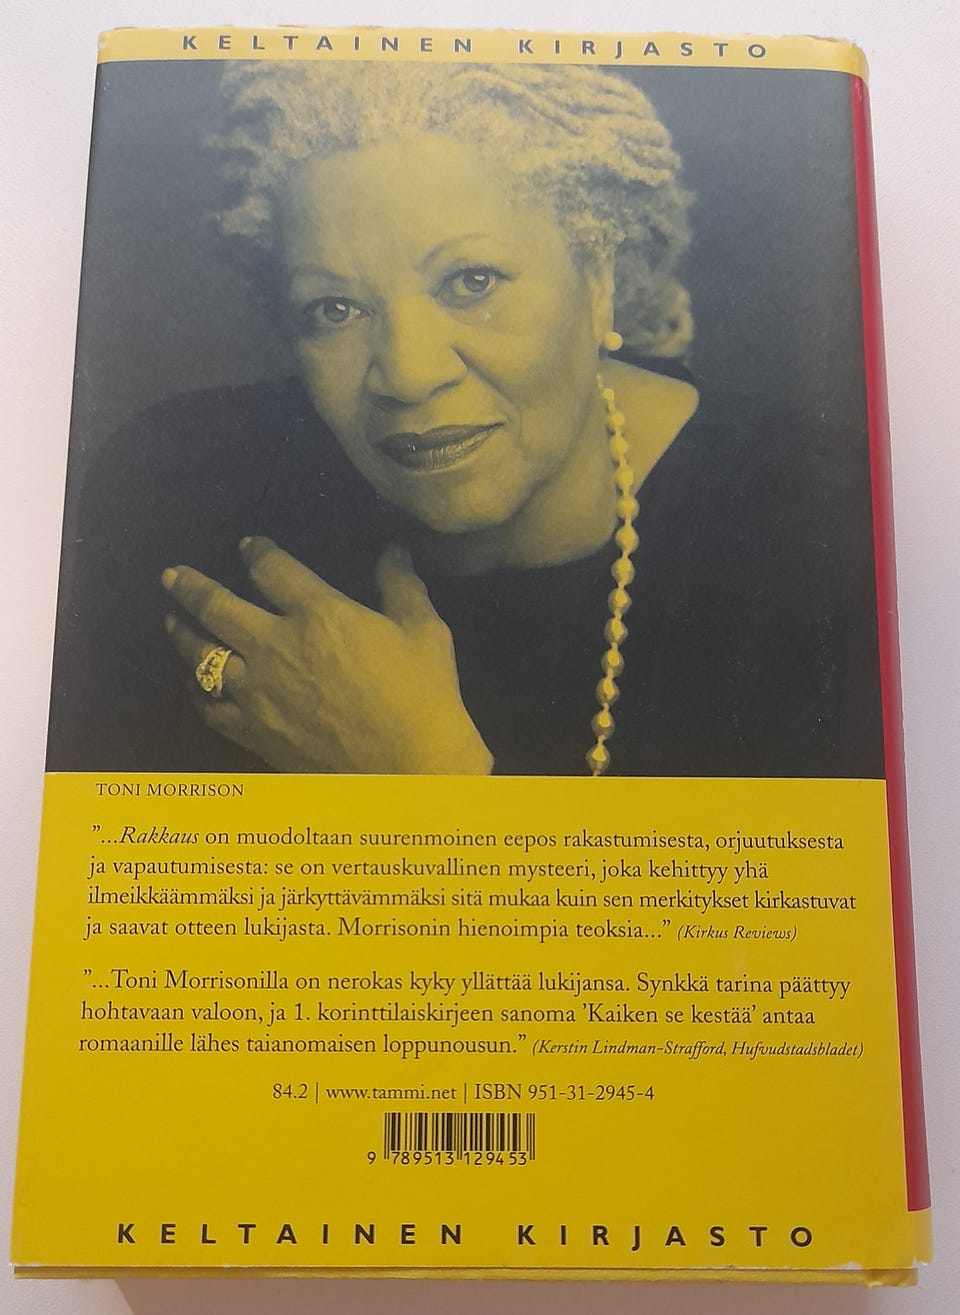 KELTAINEN KIRJASTO
TONI MORRISON
”...Rakkaus on muodoltaan suurenmoinen eepos rakastumisesta, orjuutuksesta
ja vapautumisesta: se on vertauskuvallinen mysteeri, joka kehittyy yhä
ilmeikkäämmäksi ja järkyttävämmäksi sitä mukaa kuin sen merkitykset kirkastuvat
ja saavat otteen lukijasta. Morrisonin hienoimpia teoksia...” (Kirkus Reviews)
”...Toni Morrisonilla on nerokas kyky yllättää lukijansa. Synkkä tarina päättyy
hohtavaan valoon, ja 1. korinttilaiskirjeen sanoma ’Kaiken se kestää’ antaa
romaanille lähes taianomaisen loppunousun.” (Kerstin Lindman-Strafford, Hufvudstadsbladet)
84.2 | www.tammi.net | ISBN 951-31-2945-4
9 789513 129453
KELTAINEN KIRJASTO